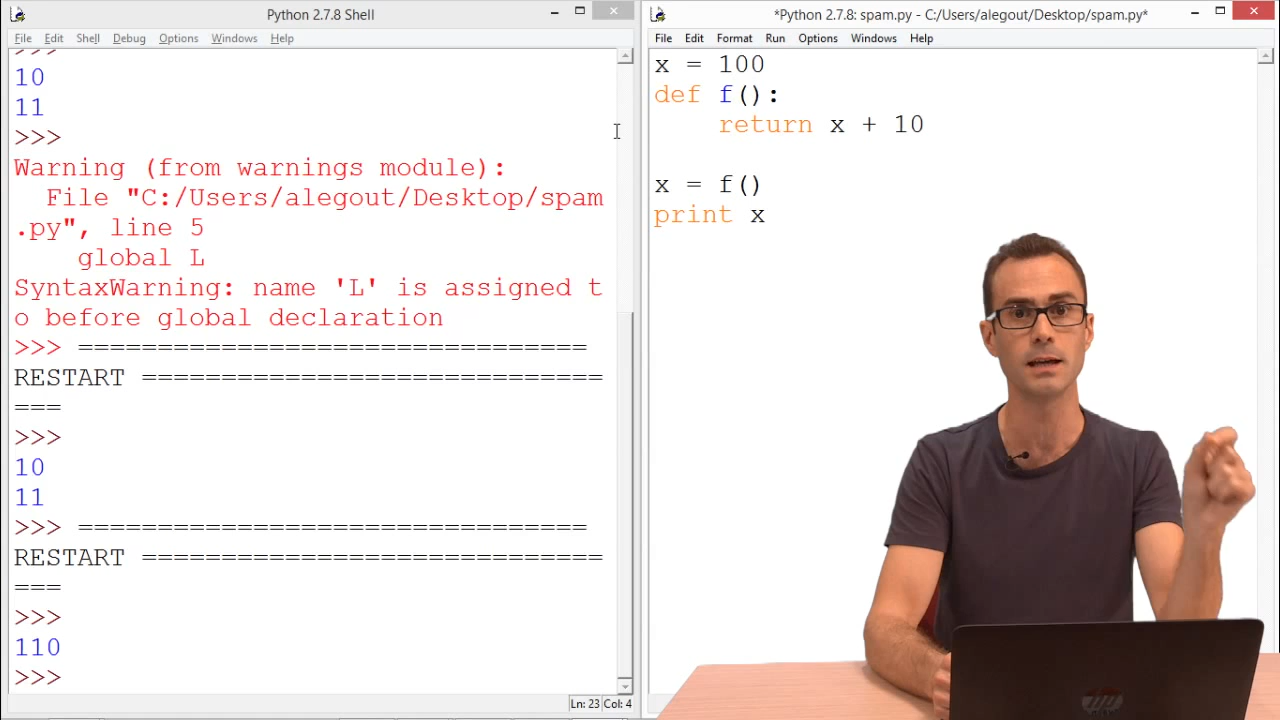 Python 2.7.8 Shell
File Edit Shell Debug Options Windows Help
>>>
10
11
>>>
Warning (from warnings module):
  File "C:/Users/alegout/Desktop/spam
.py", line 5
    global L
SyntaxWarning: name 'L' is assigned t
o before global declaration
>>> ================================
RESTART =============================
===
>>>
10
11
>>> ================================
RESTART =============================
===
>>>
110
>>>
Ln: 23 Col: 4
*Python 2.7.8: spam.py - C:/Users/alegout/Desktop/spam.py*
File Edit Format Run Options Windows Help
x = 100
def f():
    return x + 10
x = f()
print x
hp